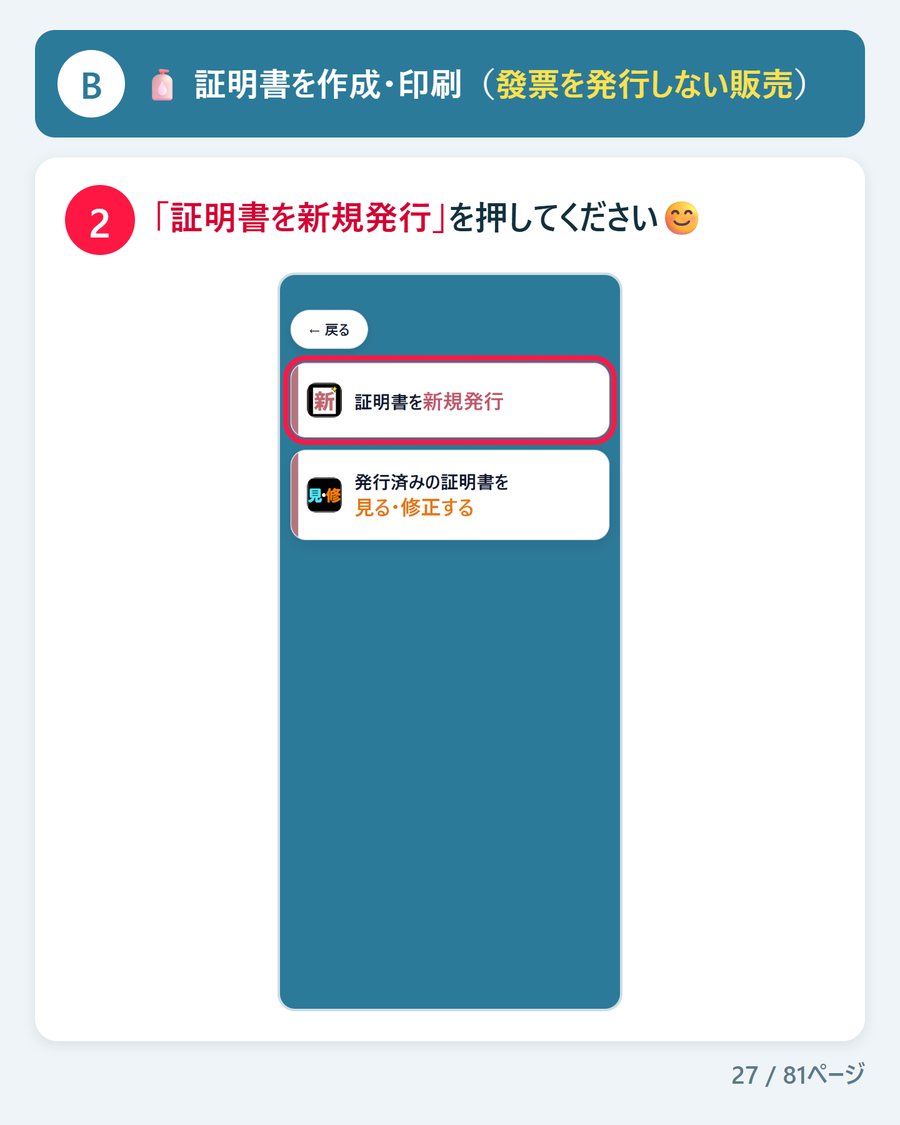 B 🧴 証明書を作成・印刷（發票を発行しない販売）
2 「証明書を新規発行」を押してください😊
← 戻る
新 証明書を新規発行
見・修 発行済みの証明書を
見る・修正する
27 / 81ページ